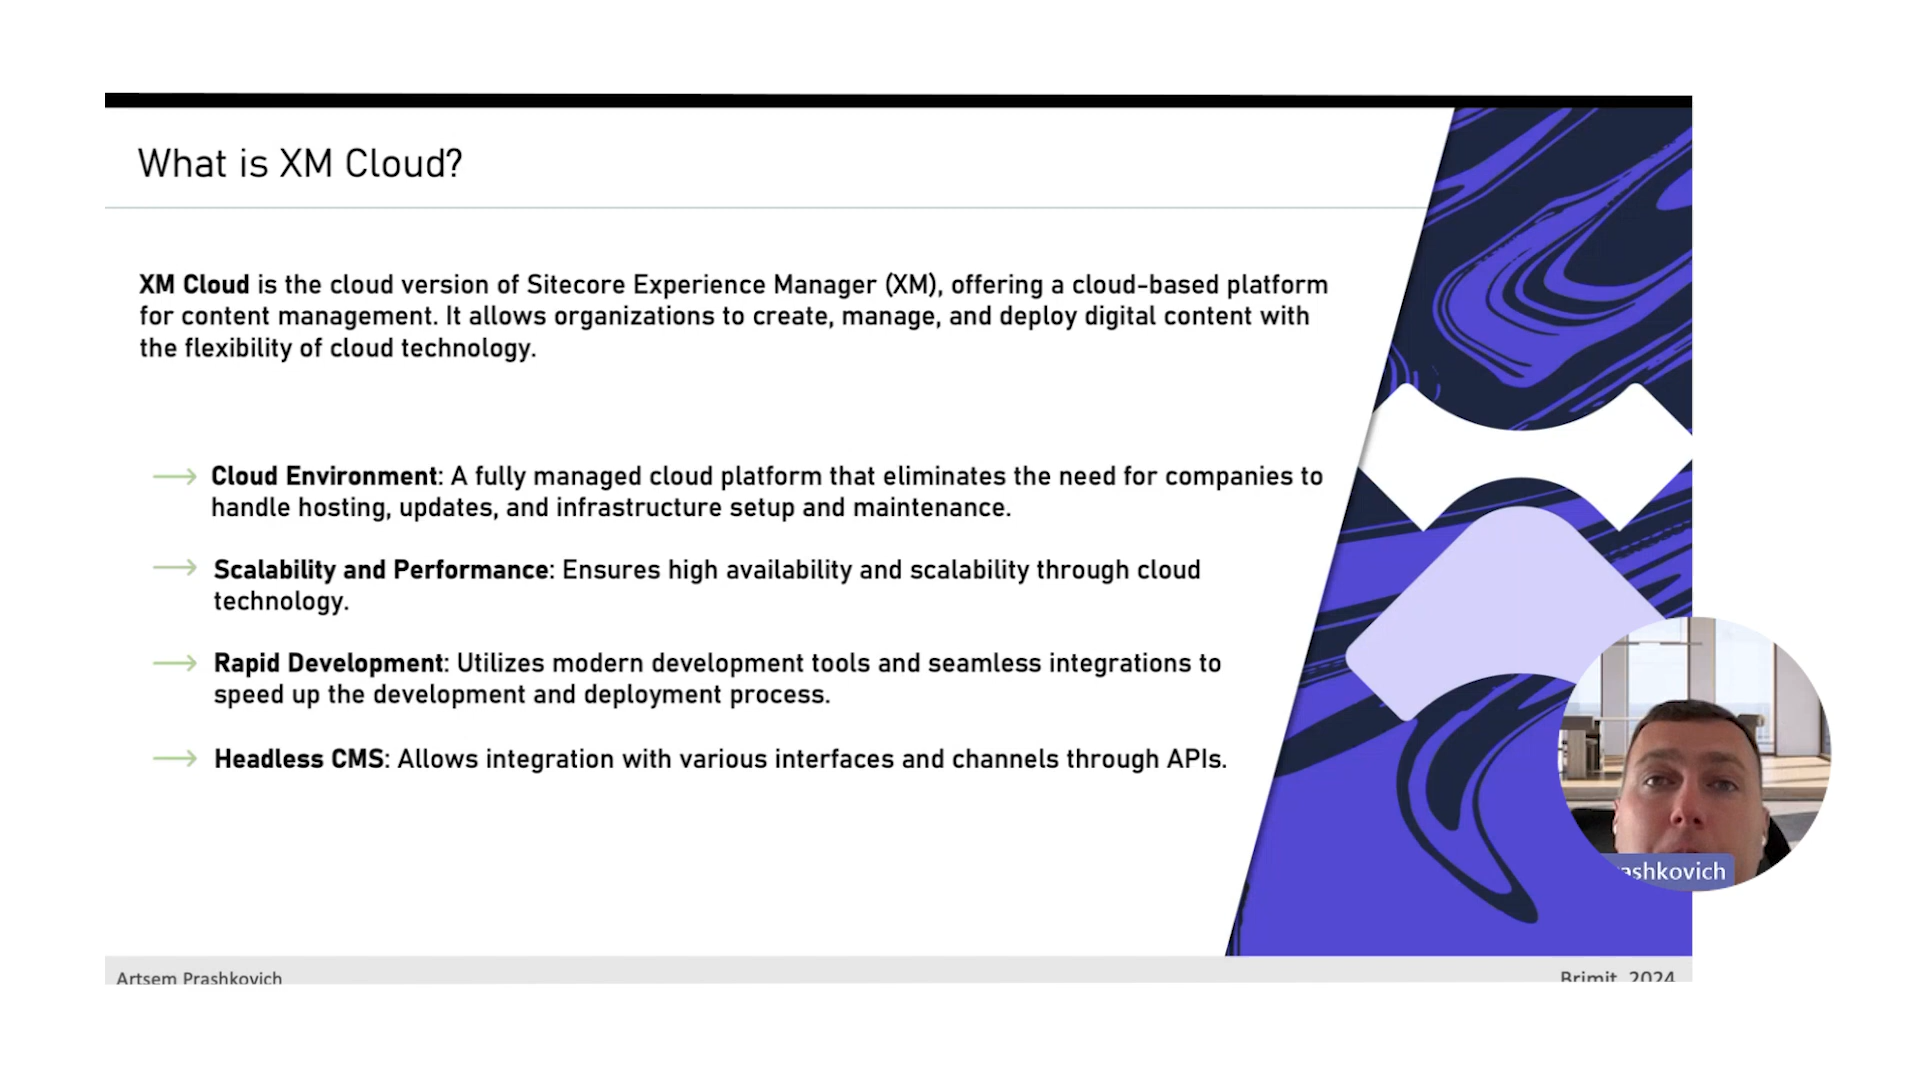 What is XM Cloud?
XM Cloud is the cloud version of Sitecore Experience Manager (XM), offering a cloud-based platform
for content management. It allows organizations to create, manage, and deploy digital content with
the flexibility of cloud technology.
Cloud Environment: A fully managed cloud platform that eliminates the need for companies to
handle hosting, updates, and infrastructure setup and maintenance.
Scalability and Performance: Ensures high availability and scalability through cloud
technology.
Rapid Development: Utilizes modern development tools and seamless integrations to
speed up the development and deployment process.
Headless CMS: Allows integration with various interfaces and channels through APIs.
ashkovich
Artsem Prashkovich
Brimit, 2024